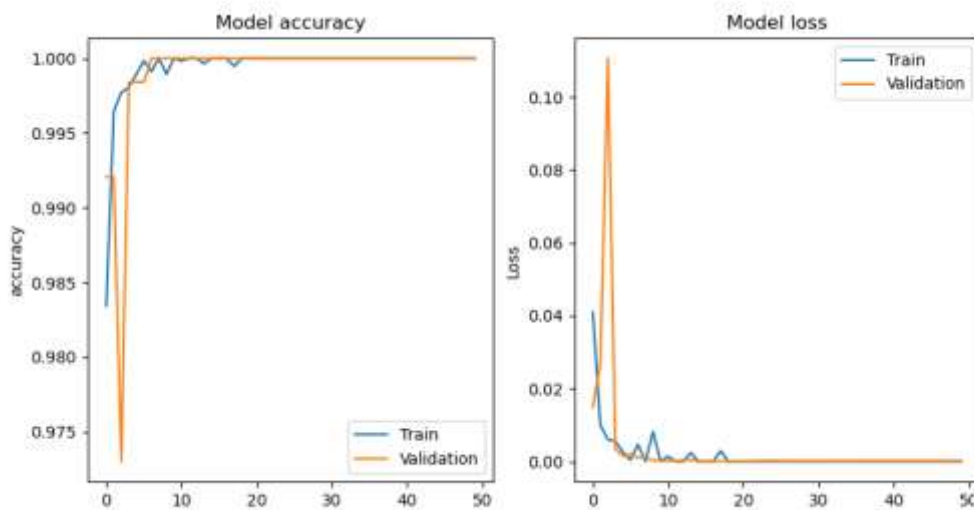 Model accuracy
1.000
0.995
0.990
0.985
0.980
0.975
accuracy
0 10 20 30 40 50
Train
Validation
Model loss
0.10
0.08
0.06
0.04
0.02
0.00
Loss
0 10 20 30 40 50
Train
Validation